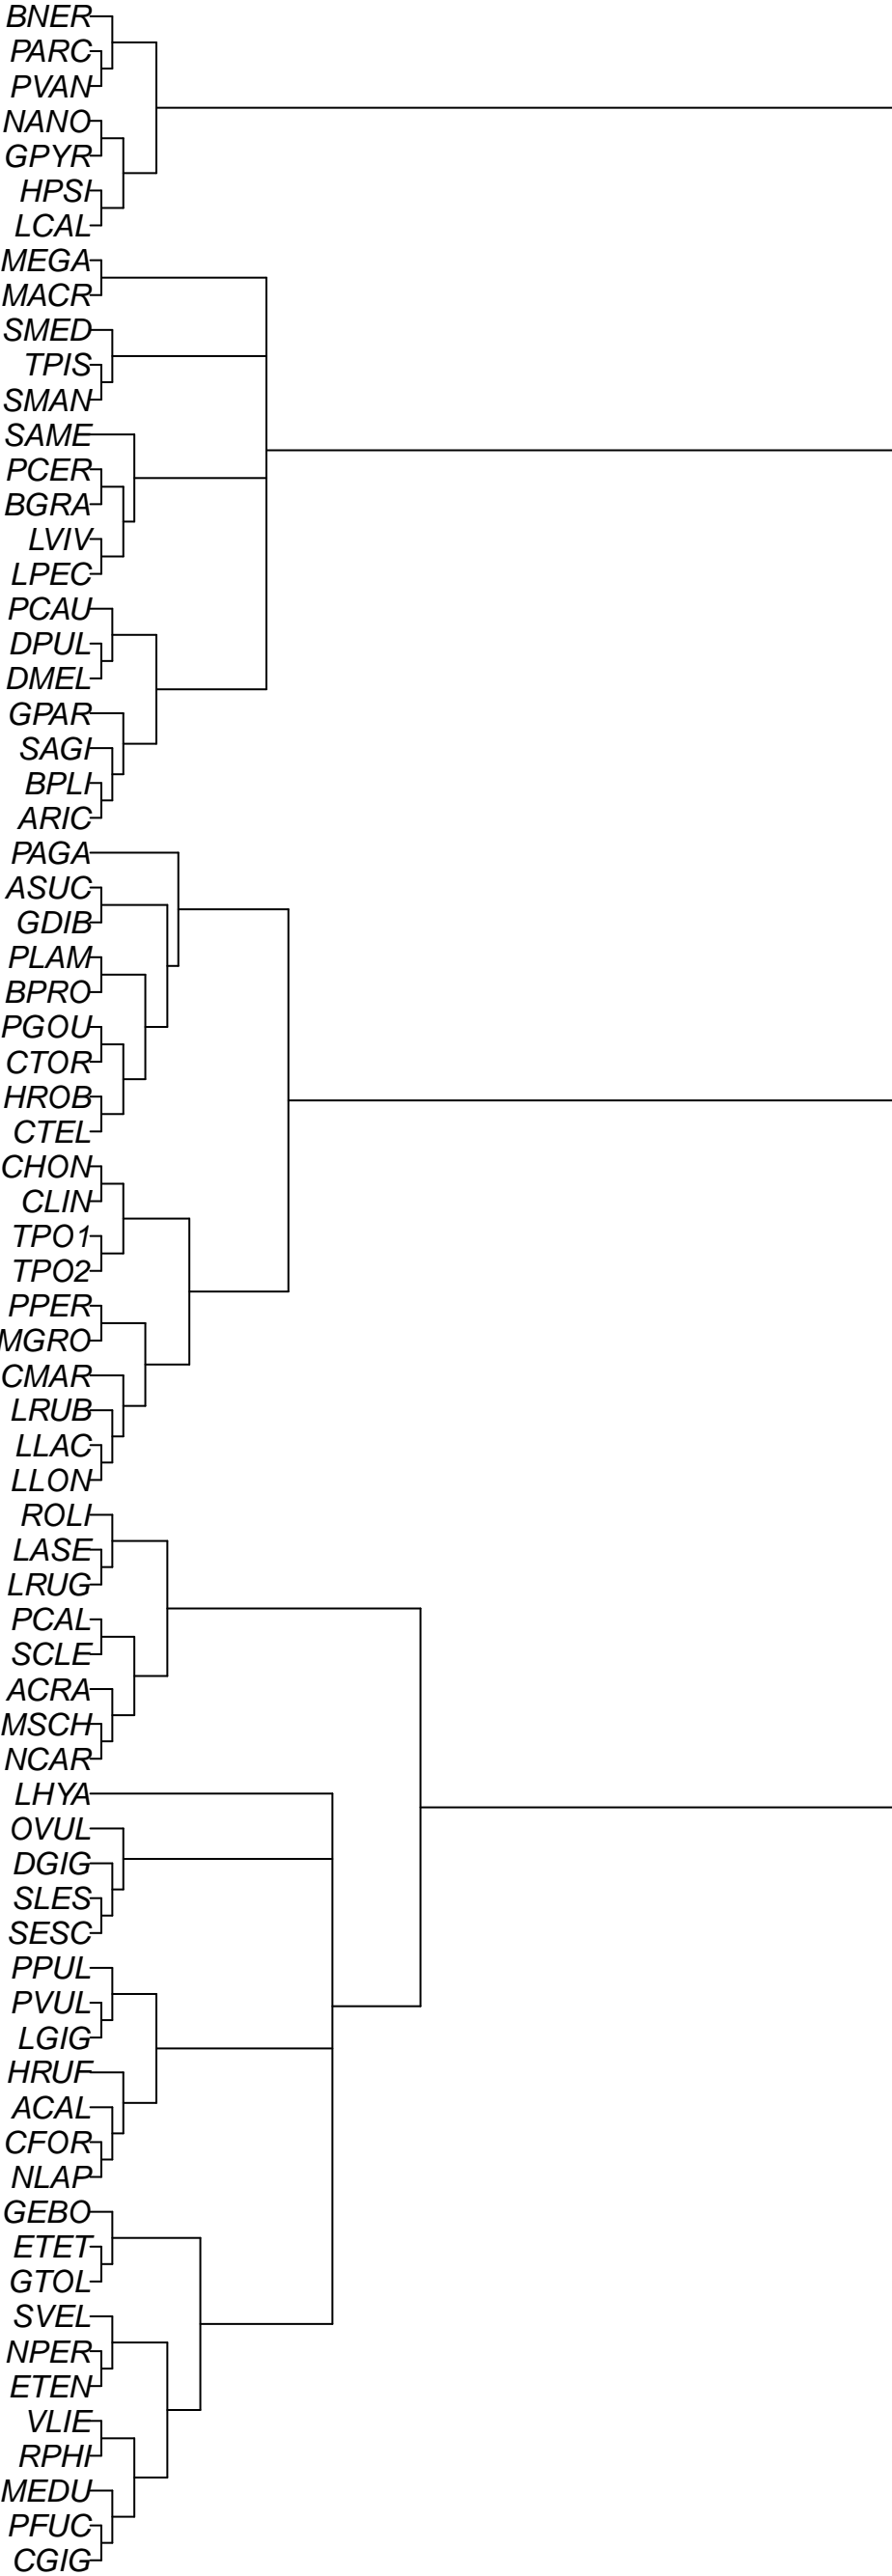 BNER
PARC
PVAN
NANO
GPYR
HPSI
LCAL
MEGA
MACR
SMED
TPIS
SMAN
SAME
PCER
BGRA
LVIV
LPEC
PCAU
DPUL
DMEL
GPAR
SAGI
BPLI
ARIC
PAGA
ASUC
GDIB
PLAM
BPRO
PGOU
CTOR
HROB
CTEL
CHON
CLIN
TPO1
TPO2
PPER
MGRO
CMAR
LRUB
LLAC
LLON
ROLI
LASE
LRUG
PCAL
SCLE
ACRA
MSCH
NCAR
LHYA
OVUL
DGIG
SLES
SESC
PPUL
PVUL
LGIG
HRUF
ACAL
CFOR
NLAP
GEBO
ETET
GTOL
SVEL
NPER
ETEN
VLIE
RPHI
MEDU
PFUC
CGIG